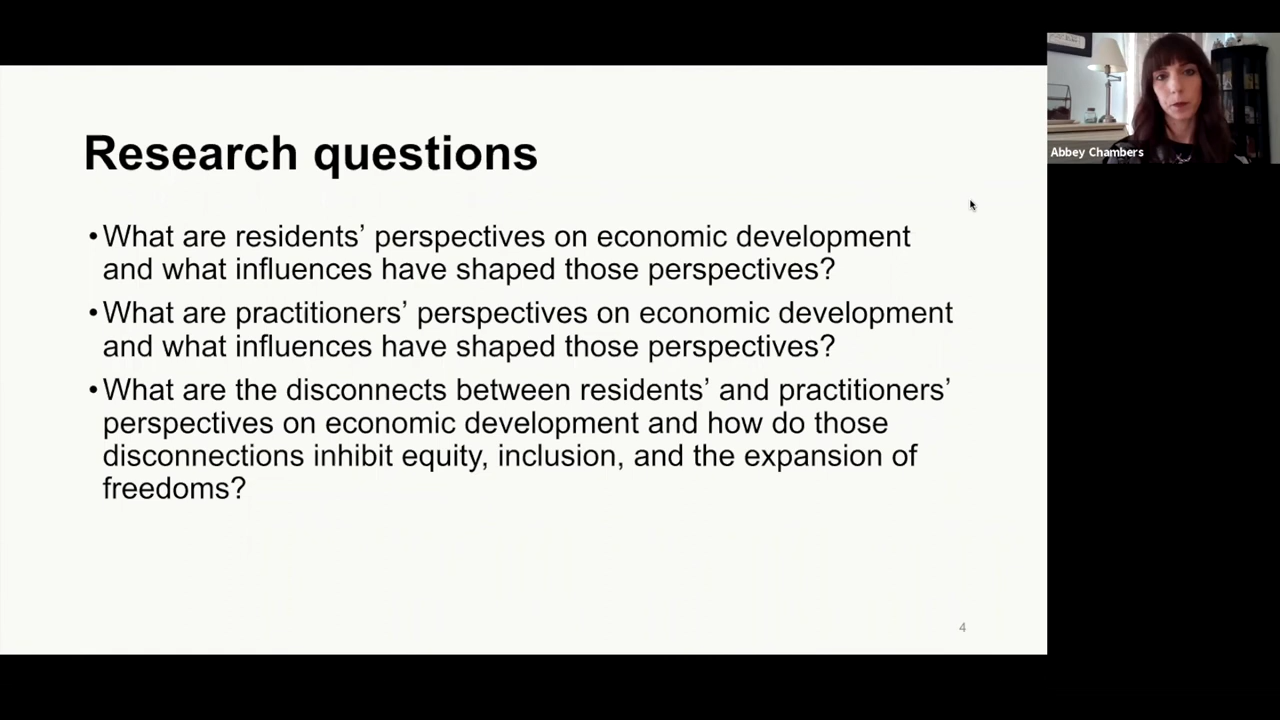 Research questions
•What are residents’ perspectives on economic development
and what influences have shaped those perspectives?
•What are practitioners’ perspectives on economic development
and what influences have shaped those perspectives?
•What are the disconnects between residents’ and practitioners’
perspectives on economic development and how do those
disconnections inhibit equity, inclusion, and the expansion of
freedoms?
4
Abbey Chambers